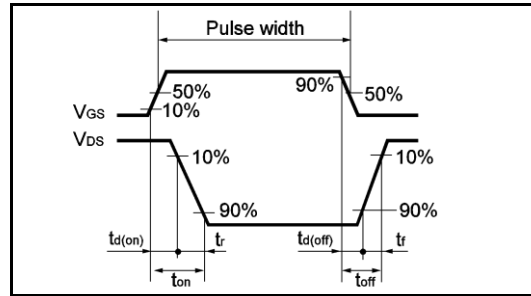 Pulse width
90%
50% 50%
10%
VGS
VDS
10% 10%
90% 90%
td(on) tr td(off) tf
ton toff